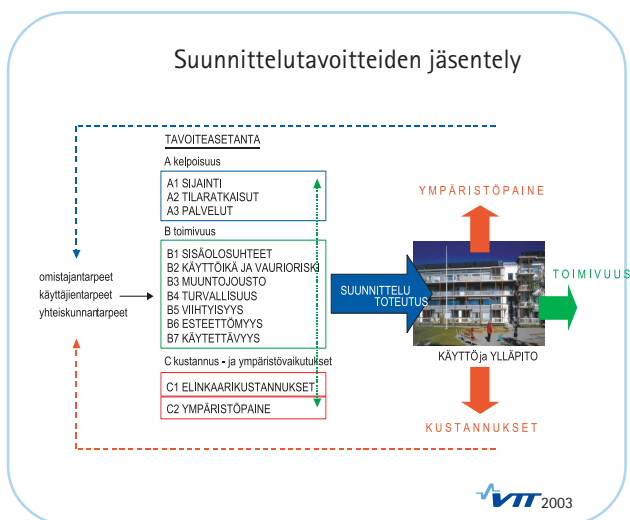 Suunnittelutavoitteiden jäsentely
TAVOITEASETANTA
A kelpoisuus
A1 SIJAINTI
A2 TILARATKAISUT
A3 PALVELUT
B toimivuus
B1 SISÄOLOSUHTEET
B2 KÄYTTÖIKÄ JA VAURIORISKI
B3 MUUNTOJOUSTO
B4 TURVALLISUUS
B5 VIIHTYISYYS
B6 ESTEETTÖMYYS
B7 KÄYTETTÄVYYS
C kustannus - ja ympäristövaikutukset
C1 ELINKAARIKUSTANNUKSET
C2 YMPÄRISTÖPAINE
omistajantarpeet
käyttäjientarpeet
yhteiskunnantarpeet
SUUNNITTELU
TOTEUTUS
YMPÄRISTÖPAINE
TOIMIVUUS
KÄYTTÖ ja YLLÄPITO
KUSTANNUKSET
VTT 2003